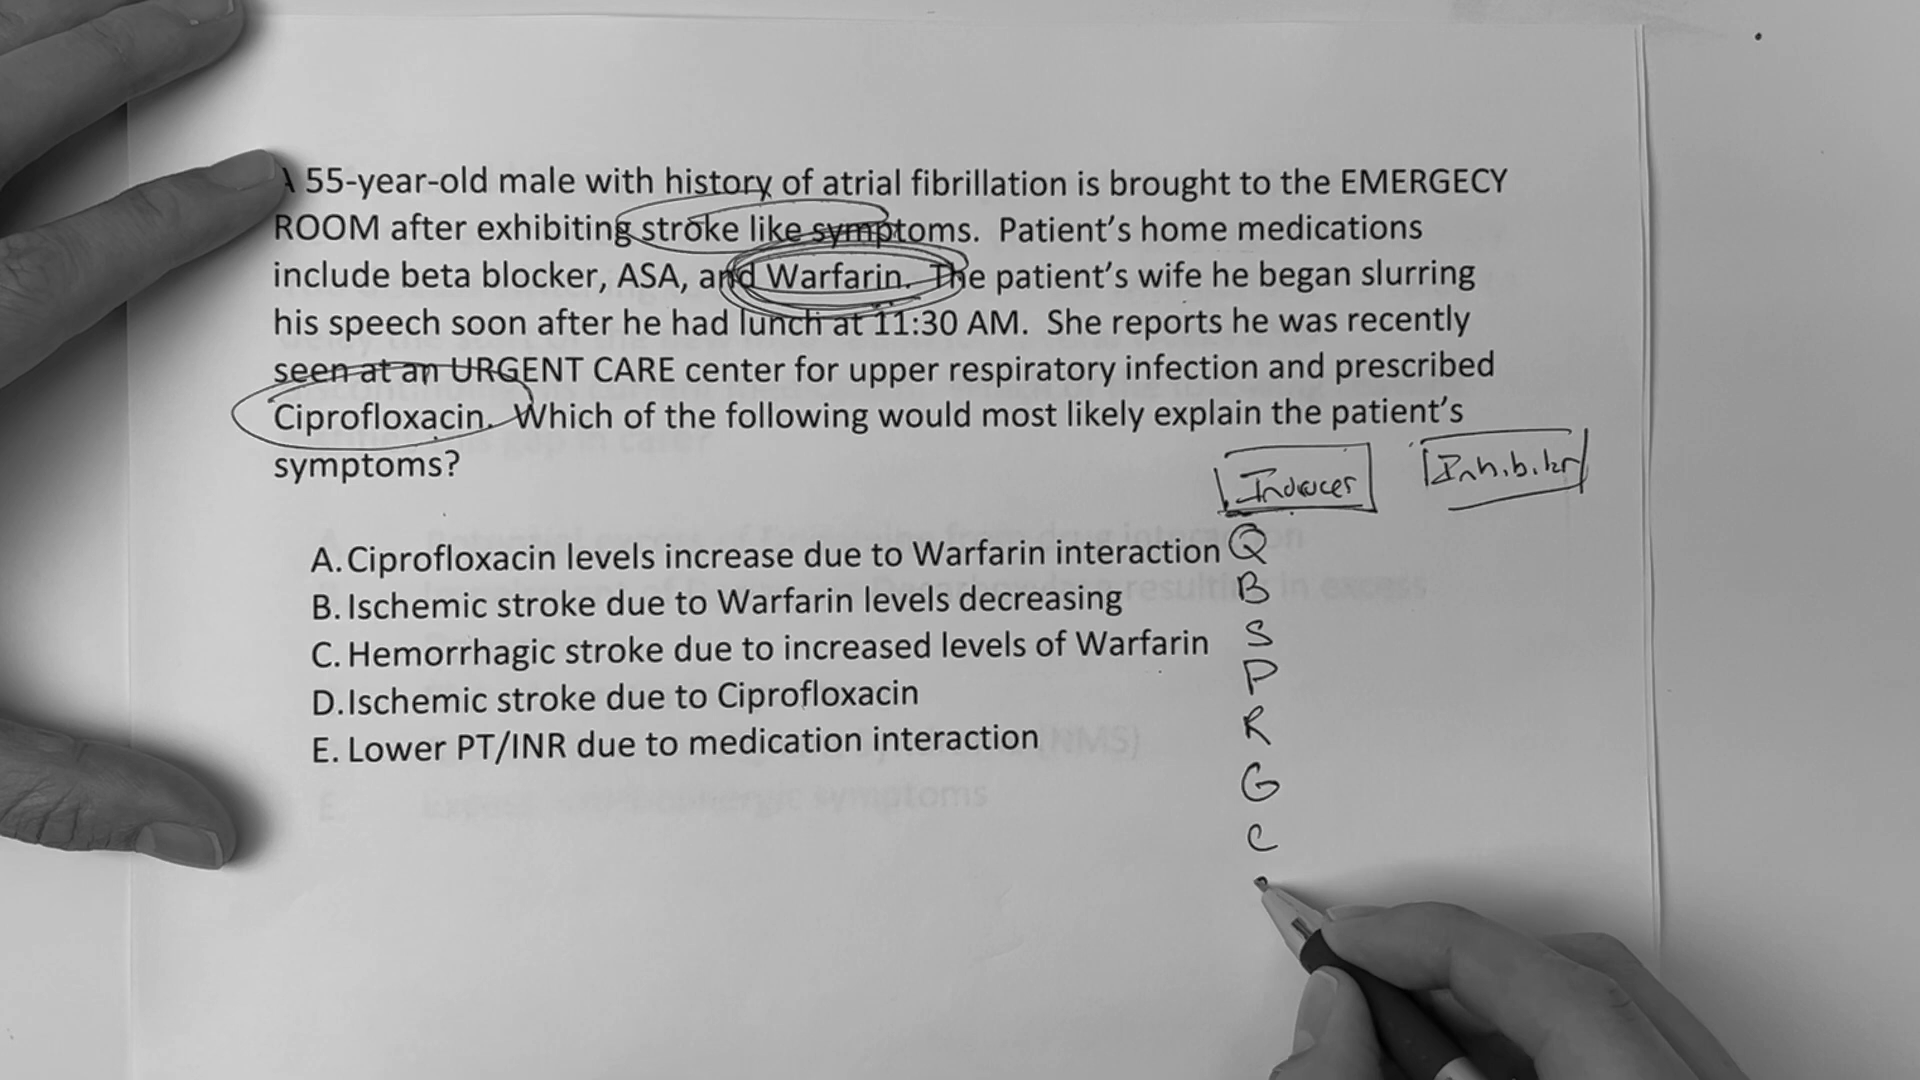 A 55-year-old male with history of atrial fibrillation is brought to the EMERGECY
ROOM after exhibiting stroke like symptoms. Patient's home medications
include beta blocker, ASA, and Warfarin. The patient's wife he began slurring
his speech soon after he had lunch at 11:30 AM. She reports he was recently
seen at an URGENT CARE center for upper respiratory infection and prescribed
Ciprofloxacin. Which of the following would most likely explain the patient's
symptoms?
Inducer
Inhibitor
A. Ciprofloxacin levels increase due to Warfarin interaction
B. Ischemic stroke due to Warfarin levels decreasing
C. Hemorrhagic stroke due to increased levels of Warfarin
D. Ischemic stroke due to Ciprofloxacin
E. Lower PT/INR due to medication interaction
Q
B
S
P
R
G
C